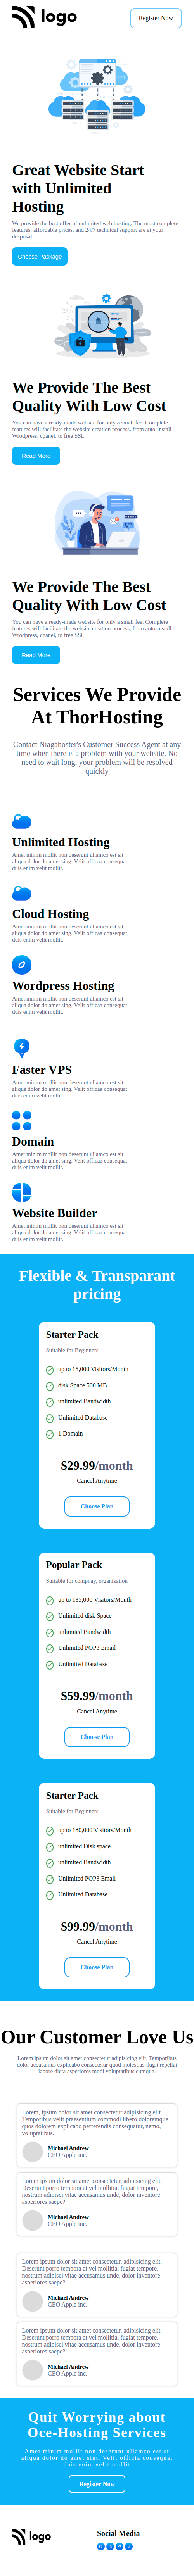 logo
Register Now
Great Website Start
with Unlimited
Hosting
We provide the best offer of unlimited web hosting. The most complete
features, affordable prices, and 24/7 technical support are at your
desposal.
Choose Package
We Provide The Best
Quality With Low Cost
You can have a ready-made website for only a small fee. Complete
features will facilitate the website creation process, from auto-install
Wrodpress, cpanel, to free SSL
Read More
We Provide The Best
Quality With Low Cost
You can have a ready-made website for only a small fee. Complete
features will facilitate the website creation process, from auto-install
Wrodpress, cpanel, to free SSL
Read More
Services We Provide
At ThorHosting
Contact Niagahoster's Customer Success Agent at any
time when there is a problem with your website. No
need to wait long, your problem will be resolved
quickly
Unlimited Hosting
Amet minim mollit non deserunt ullamco est sit
aliqua dolor do amet sing. Velit officia consequat
duis enim velit mollit.
Cloud Hosting
Amet minim mollit non deserunt ullamco est sit
aliqua dolor do amet sing. Velit officia consequat
duis enim velit mollit.
Wordpress Hosting
Amet minim mollit non deserunt ullamco est sit
aliqua dolor do amet sing. Velit officia consequat
duis enim velit mollit.
Faster VPS
Amet minim mollit non deserunt ullamco est sit
aliqua dolor do amet sing. Velit officia consequat
duis enim velit mollit.
Domain
Amet minim mollit non deserunt ullamco est sit
aliqua dolor do amet sing. Velit officia consequat
duis enim velit mollit.
Website Builder
Amet minim mollit non deserunt ullamco est sit
aliqua dolor do amet sing. Velit officia consequat
duis enim velit mollit.
Flexible & Transparant
pricing
Starter Pack
Suitable for Beginners
up to 15,000 Visitors/Month
disk Space 500 MB
unlimited Bandwidth
Unlimited Database
1 Domain
$29.99/month
Cancel Anytime
Choose Plan
Popular Pack
Suitable for compnay, organization
up to 135,000 Visitors/Month
Unlimited disk Space
unlimited Bandwidth
Unlimited POP3 Email
Unlimited Database
$59.99/month
Cancel Anytime
Choose Plan
Starter Pack
Suitable for Beginners
up to 180,000 Visitors/Month
unlimited Disk space
unlimited Bandwidth
Unlimited POP3 Email
Unlimited Database
$99.99/month
Cancel Anytime
Choose Plan
Our Customer Love Us
Lorem ipsum dolor sit amet consectetur adipisicing elit. Temporibus
dolor accusamus explicabo consectetur quod molestias, fugit repellat
labore dicta asperiores modi voluptatibus cumque.
Lorem, ipsum dolor sit amet consectetur adipisicing elit.
Temporibus velit praesentium commodi libero doloremque
quos dolorem explicabo perferendis consequatur, nemo,
voluptatibus.
Michael Andrew
CEO Apple inc.
Lorem ipsum dolor sit amet consectetur, adipisicing elit.
Deserunt porro tempora at vel mollitia, fugiat tempore,
nostrum adipisci vitae accusamus unde, dolor inventore
asperiores saepe?
Michael Andrew
CEO Apple inc.
Lorem ipsum dolor sit amet consectetur, adipisicing elit.
Deserunt porro tempora at vel mollitia, fugiat tempore,
nostrum adipisci vitae accusamus unde, dolor inventore
asperiores saepe?
Michael Andrew
CEO Apple inc.
Lorem ipsum dolor sit amet consectetur, adipisicing elit.
Deserunt porro tempora at vel mollitia, fugiat tempore,
nostrum adipisci vitae accusamus unde, dolor inventore
asperiores saepe?
Michael Andrew
CEO Apple inc.
Quit Worrying about
Oce-Hosting Services
Amet minim mollit non deserunt ullamco est sit
aliqua dolor do amet sint. Velit officia consequat
duis enim velit mollit
Register Now
logo
Social Media